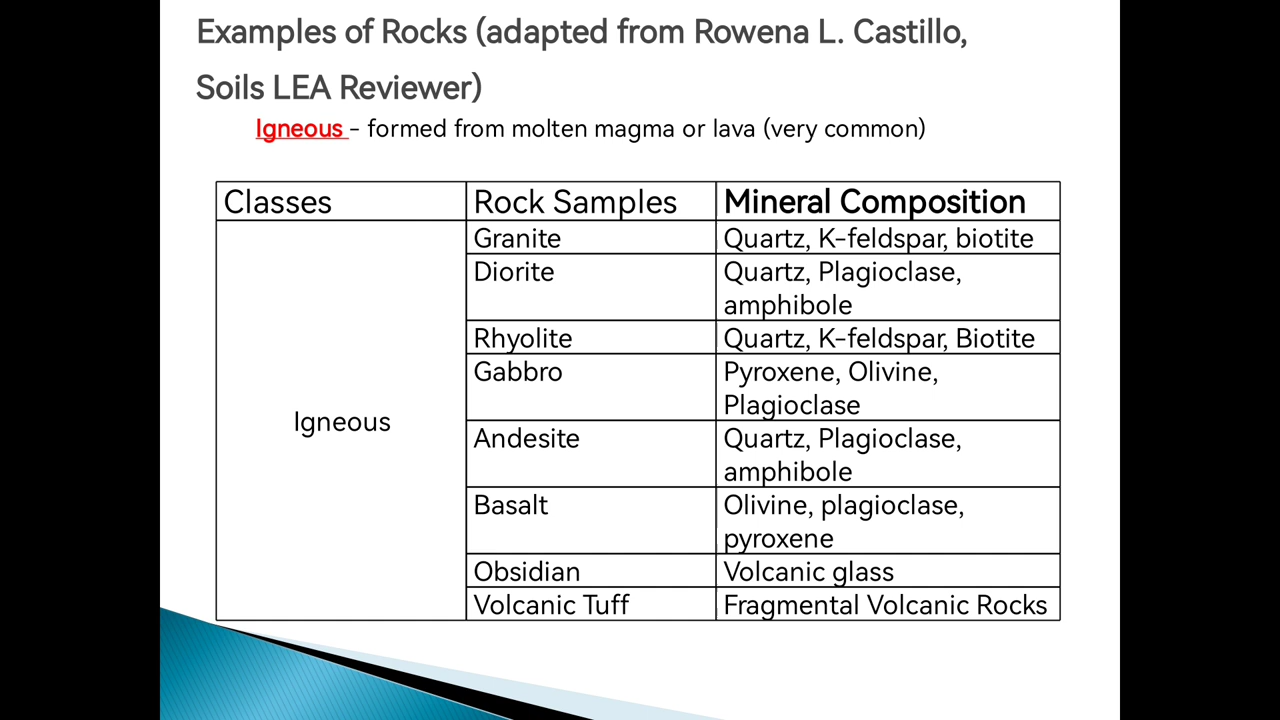 Examples of Rocks (adapted from Rowena L. Castillo,
Soils LEA Reviewer)
Igneous - formed from molten magma or lava (very common)
Classes Rock Samples Mineral Composition
Igneous
Granite Quartz, K-feldspar, biotite
Diorite Quartz, Plagioclase,
amphibole
Rhyolite Quartz, K-feldspar, Biotite
Gabbro Pyroxene, Olivine,
Plagioclase
Andesite Quartz, Plagioclase,
amphibole
Basalt Olivine, plagioclase,
pyroxene
Obsidian Volcanic glass
Volcanic Tuff Fragmental Volcanic Rocks